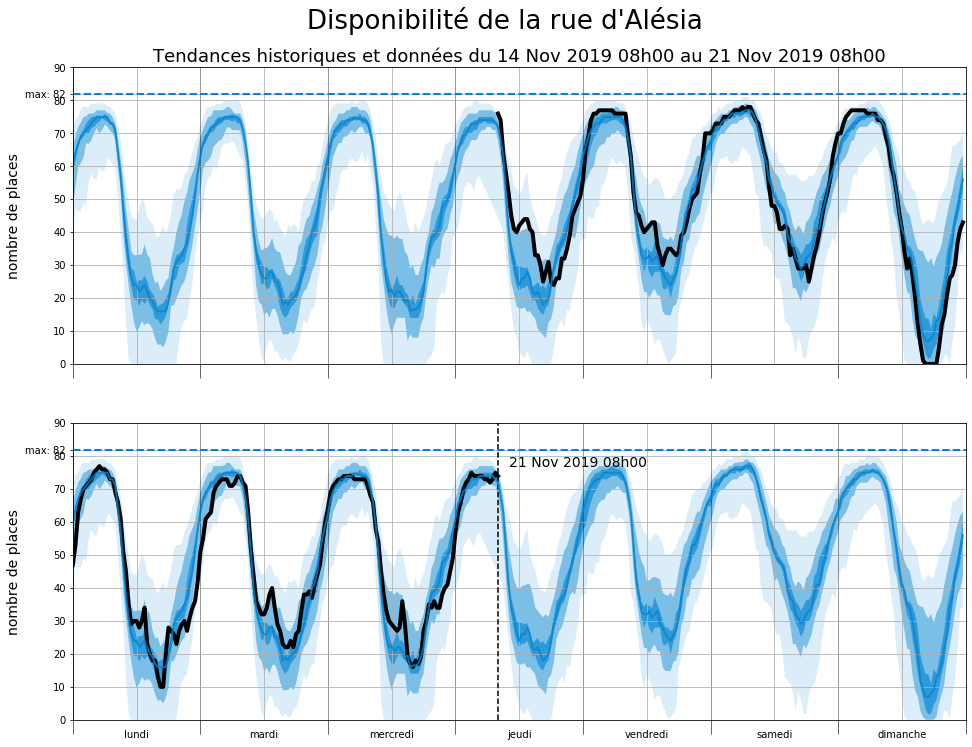 Disponibilité de la rue d'Alésia
Tendances historiques et données du 14 Nov 2019 08h00 au 21 Nov 2019 08h00
90
max: 82
80
70
60
50
40
30
20
10
0
nombre de places
90
max: 82
80
70
60
50
40
30
20
10
0
nombre de places
21 Nov 2019 08h00
lundi mardi mercredi jeudi vendredi samedi dimanche